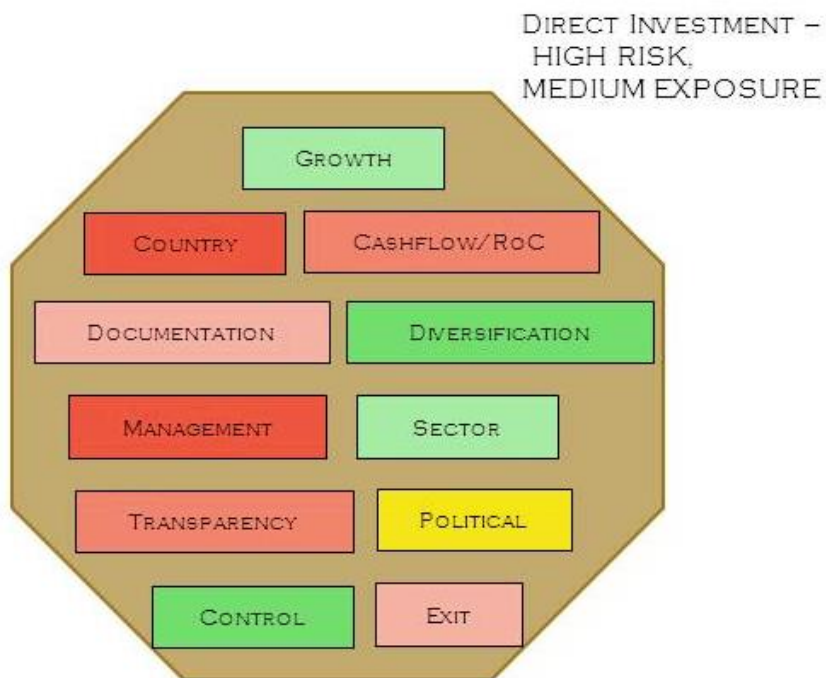 DIRECT INVESTMENT –
HIGH RISK,
MEDIUM EXPOSURE
GROWTH
COUNTRY
CASHFLOW/ROC
DOCUMENTATION
DIVERSIFICATION
MANAGEMENT
SECTOR
TRANSPARENCY
POLITICAL
CONTROL
EXIT